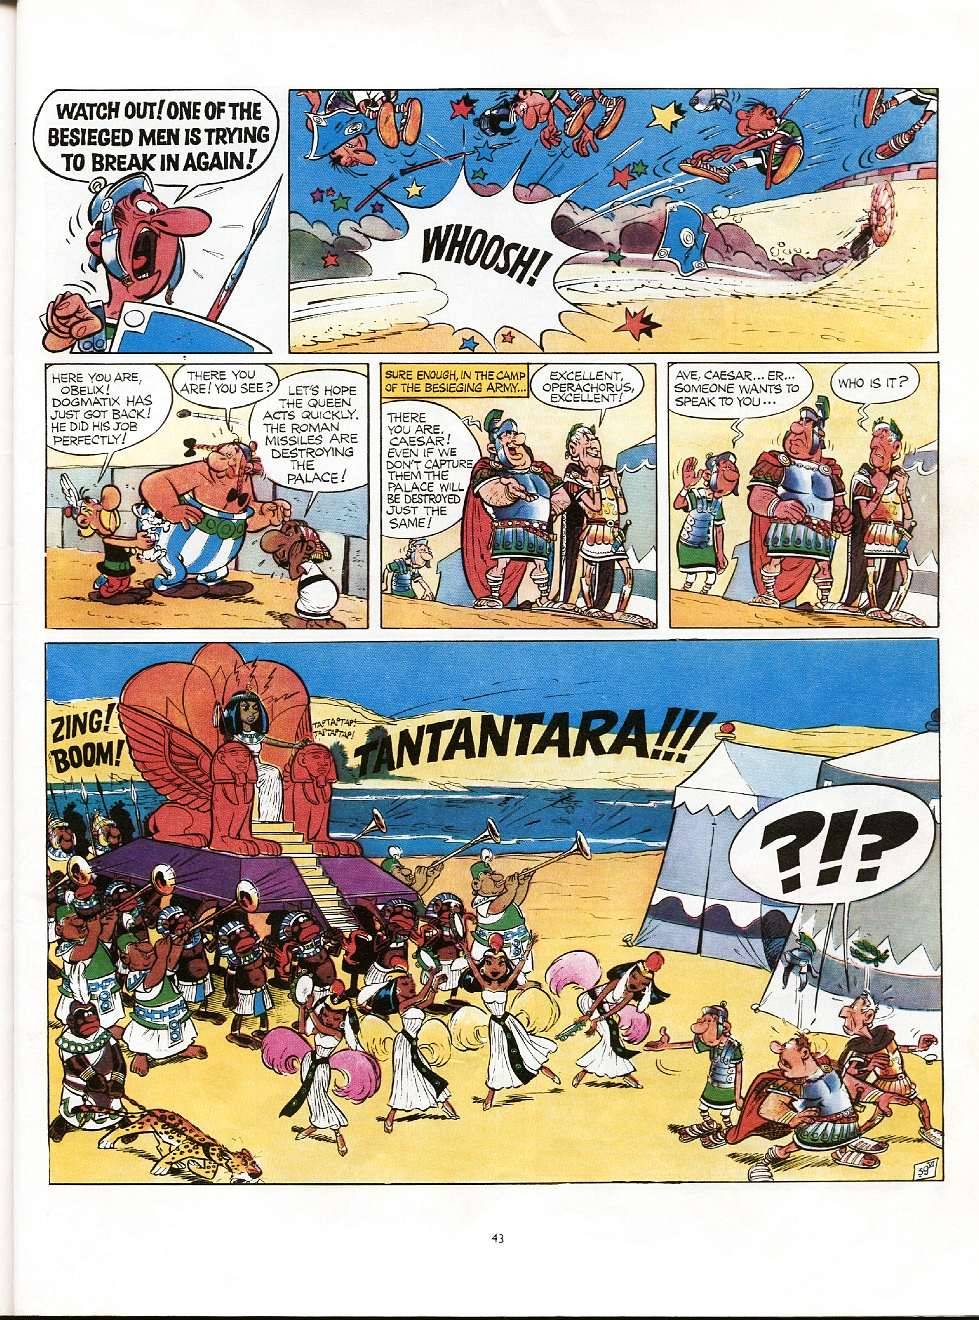 WATCH OUT! ONE OF THE
BESIEGED MEN IS TRYING
TO BREAK IN AGAIN!
WHOOSH!
HERE YOU ARE,
OBELIX!
DOGMATIX HAS
JUST GOT BACK!
HE DID HIS JOB
PERFECTLY!
THERE YOU
ARE! YOU SEE?
LET'S HOPE
THE QUEEN
ACTS QUICKLY.
THE ROMAN
MISSILES ARE
DESTROYING
THE
PALACE!
SURE ENOUGH, IN THE CAMP
OF THE BESIEGING ARMY...
THERE
YOU ARE,
CAESAR!
EVEN IF WE
DON'T CAPTURE
THEM THE
PALACE WILL
BE DESTROYED
JUST THE
SAME!
EXCELLENT,
OPERACHORUS,
EXCELLENT!
AVE, CAESAR... ER...
SOMEONE WANTS TO
SPEAK TO YOU...
WHO IS IT?
ZING!
BOOM!
TAPTAPTAP!
TAPTAPTAP!
TANTANTARA!!!
?!?
39
43